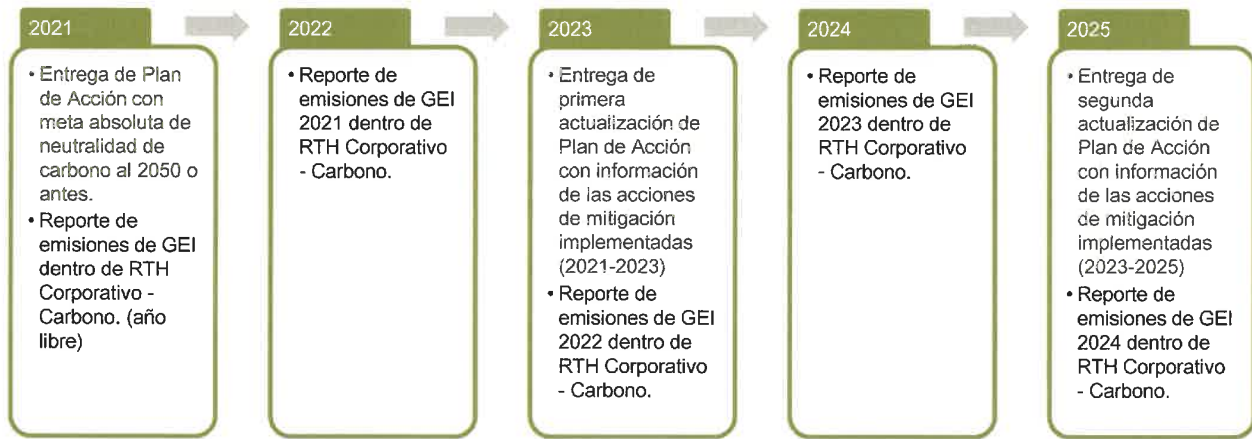 2021
• Entrega de Plan
de Acción con
meta absoluta de
neutralidad de
carbono al 2050 o
antes.
• Reporte de
emisiones de GEI
dentro de RTH
Corporativo -
Carbono. (año
libre)
2022
• Reporte de
emisiones de GEI
2021 dentro de
RTH Corporativo
- Carbono.
2023
• Entrega de
primera
actualización de
Plan de Acción
con información
de las acciones
de mitigación
implementadas
(2021-2023)
• Reporte de
emisiones de GEI
2022 dentro de
RTH Corporativo
- Carbono.
2024
• Reporte de
emisiones de GEI
2023 dentro de
RTH Corporativo
- Carbono.
2025
• Entrega de
segunda
actualización de
Plan de Acción
con información
de las acciones
de mitigación
implementadas
(2023-2025)
• Reporte de
emisiones de GEI
2024 dentro de
RTH Corporativo
- Carbono.